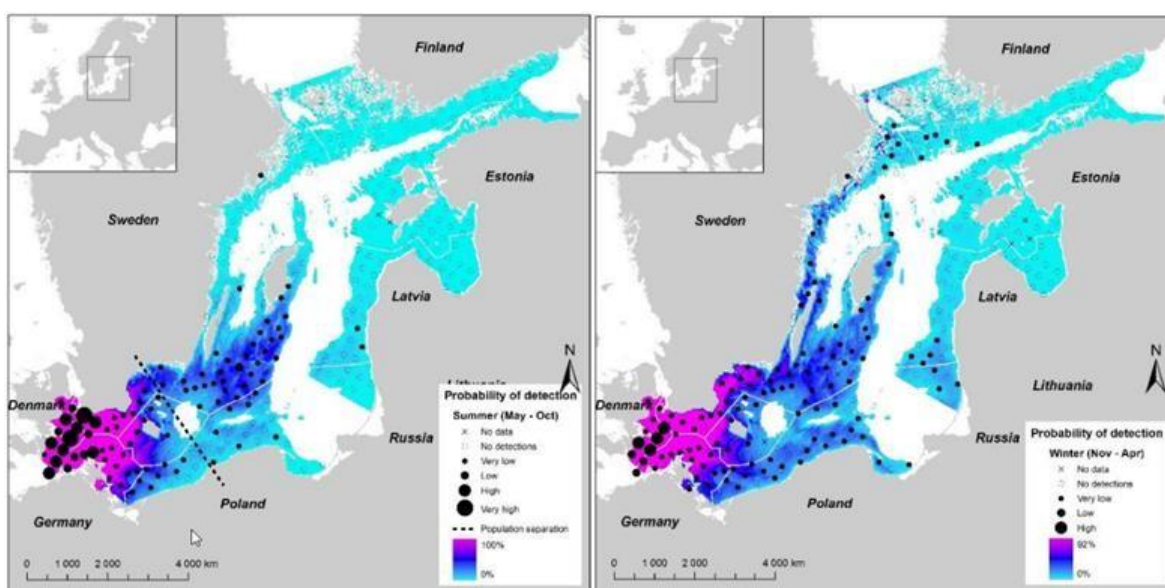 Finland
Sweden
Estonia
Latvia
Denmark
Russia
Germany
Poland
N
Probability of detection
Summer (May - Oct)
No data
No detections
Very low
Low
High
Very high
Population separation
100%
0%
0 1 000 2 000 4 000 km
Finland
Sweden
Estonia
Latvia
Lithuania
Denmark
Russia
Germany
Poland
N
Probability of detection
Winter (Nov - Apr)
No data
No detections
Very low
Low
High
92%
0%
0 1 000 2 000 4 000 km